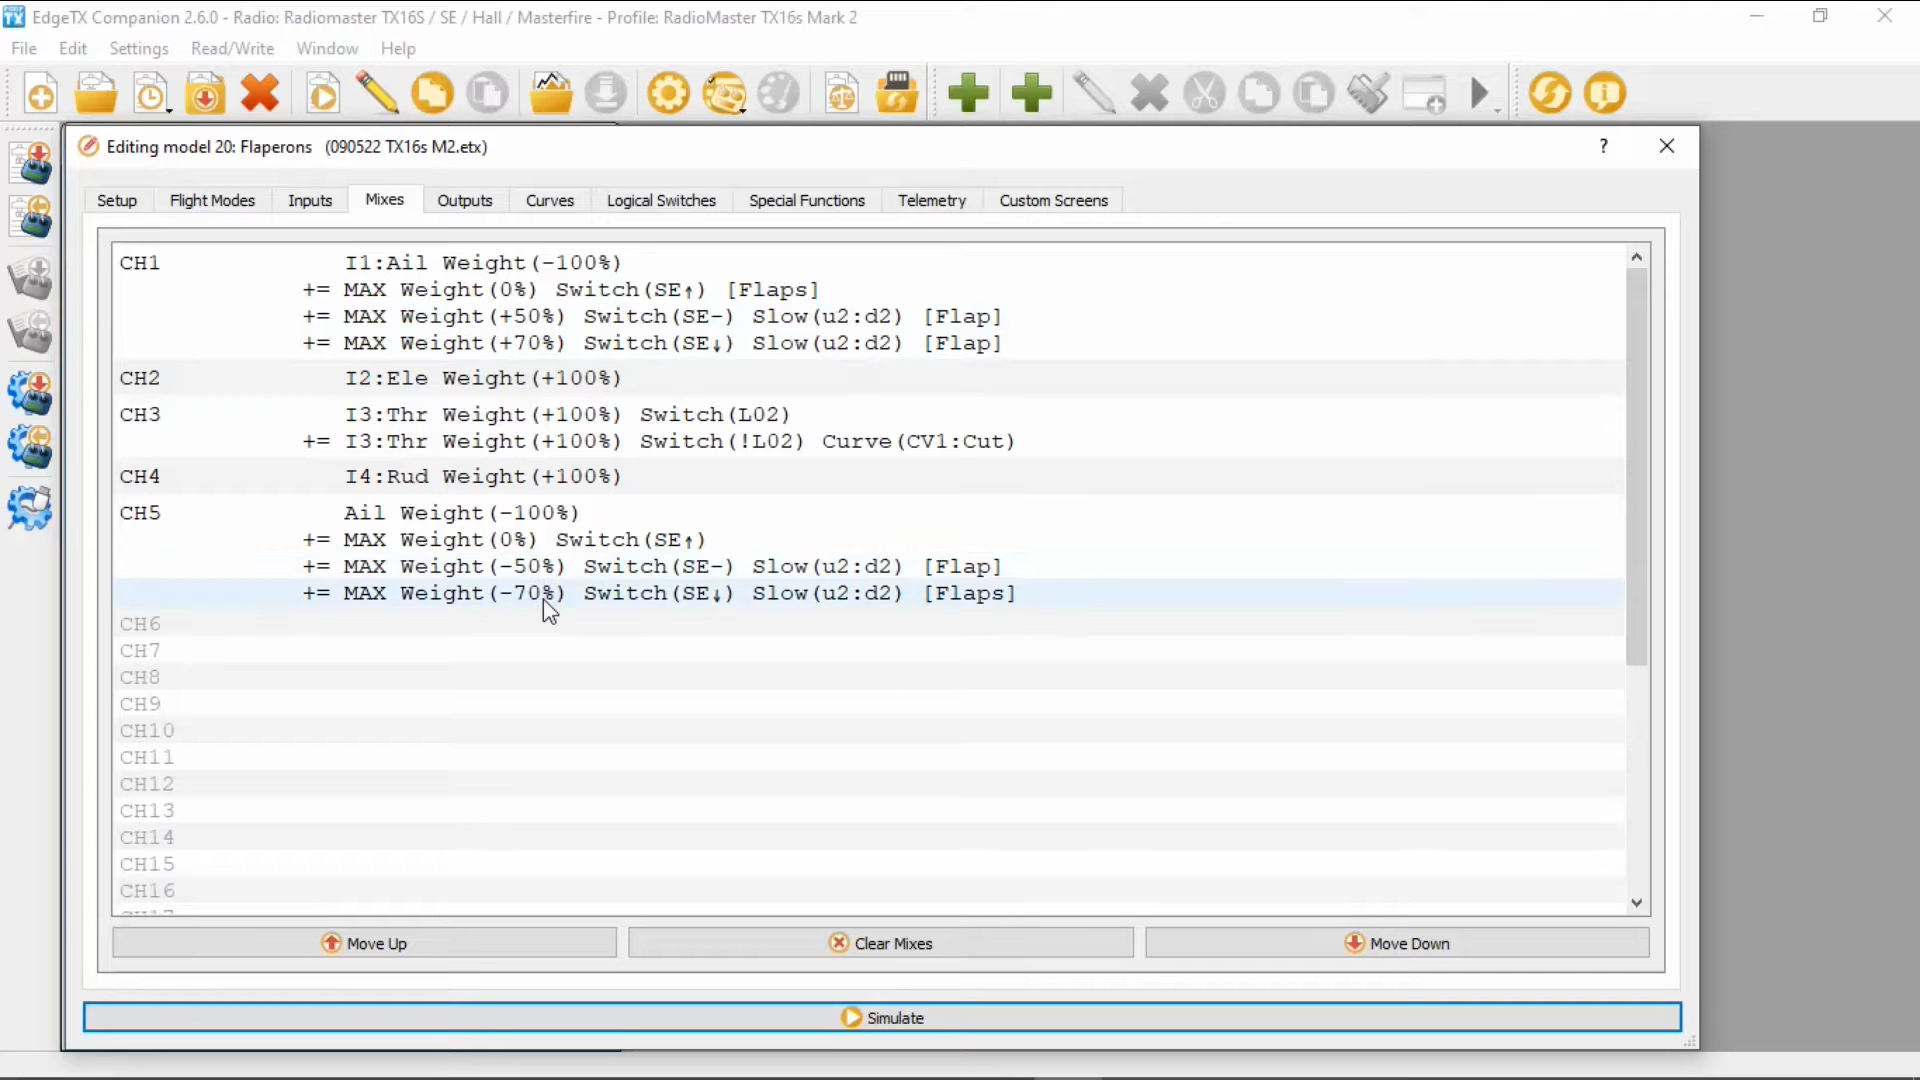 EdgeTX Companion 2.6.0 - Radio: Radiomaster TX16S / SE / Hall / Masterfire - Profile: RadioMaster TX16s Mark 2
File Edit Settings Read/Write Window Help
Editing model 20: Flaperons (090522 TX16s M2.etx)
?
Setup Flight Modes Inputs Mixes Outputs Curves Logical Switches Special Functions Telemetry Custom Screens
CH1 I1:Ail Weight(-100%)
+= MAX Weight(0%) Switch(SE↑) [Flaps]
+= MAX Weight(+50%) Switch(SE-) Slow(u2:d2) [Flap]
+= MAX Weight(+70%) Switch(SE↓) Slow(u2:d2) [Flap]
CH2 I2:Ele Weight(+100%)
CH3 I3:Thr Weight(+100%) Switch(L02)
+= I3:Thr Weight(+100%) Switch(!L02) Curve(CV1:Cut)
CH4 I4:Rud Weight(+100%)
CH5 Ail Weight(-100%)
+= MAX Weight(0%) Switch(SE↑)
+= MAX Weight(-50%) Switch(SE-) Slow(u2:d2) [Flap]
+= MAX Weight(-70%) Switch(SE↓) Slow(u2:d2) [Flaps]
CH6
CH7
CH8
CH9
CH10
CH11
CH12
CH13
CH14
CH15
CH16
Move Up Clear Mixes Move Down
Simulate